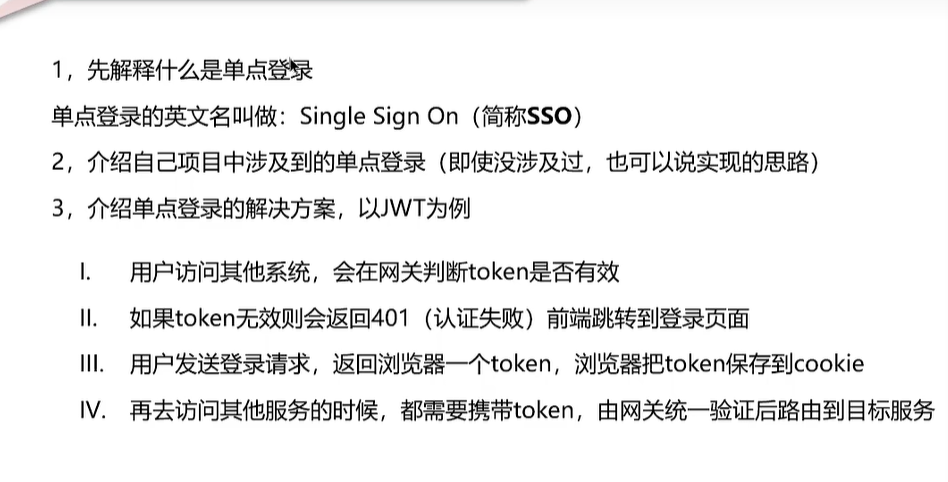 1，先解释什么是单点登录
单点登录的英文名叫做：Single Sign On（简称SSO）
2，介绍自己项目中涉及到的单点登录（即使没涉及过，也可以说实现的思路）
3，介绍单点登录的解决方案，以JWT为例
I. 用户访问其他系统，会在网关判断token是否有效
II. 如果token无效则会返回401（认证失败）前端跳转到登录页面
III. 用户发送登录请求，返回浏览器一个token，浏览器把token保存到cookie
IV. 再去访问其他服务的时候，都需要携带token，由网关统一验证后路由到目标服务